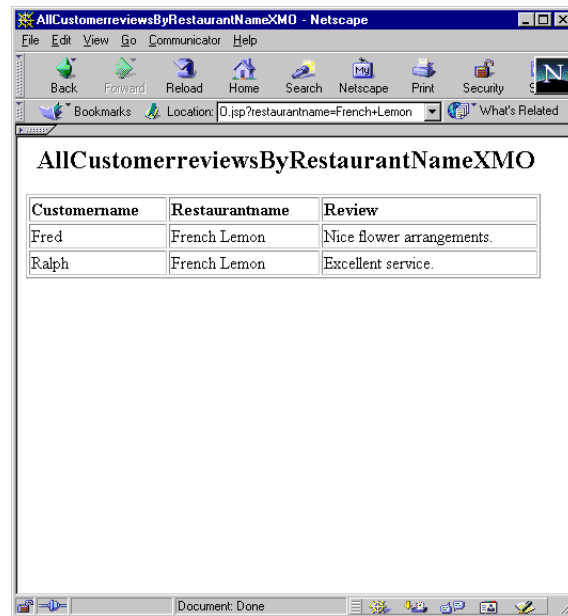 AllCustomerreviewsByRestaurantNameXMO - Netscape
File Edit View Go Communicator Help
Back Forward Reload Home Search Netscape Print Security
Bookmarks Location: O.jsp?restaurantname=French+Lemon What's Related
AllCustomerreviewsByRestaurantNameXMO
Customername Restaurantname Review
Fred French Lemon Nice flower arrangements.
Ralph French Lemon Excellent service.
Document: Done